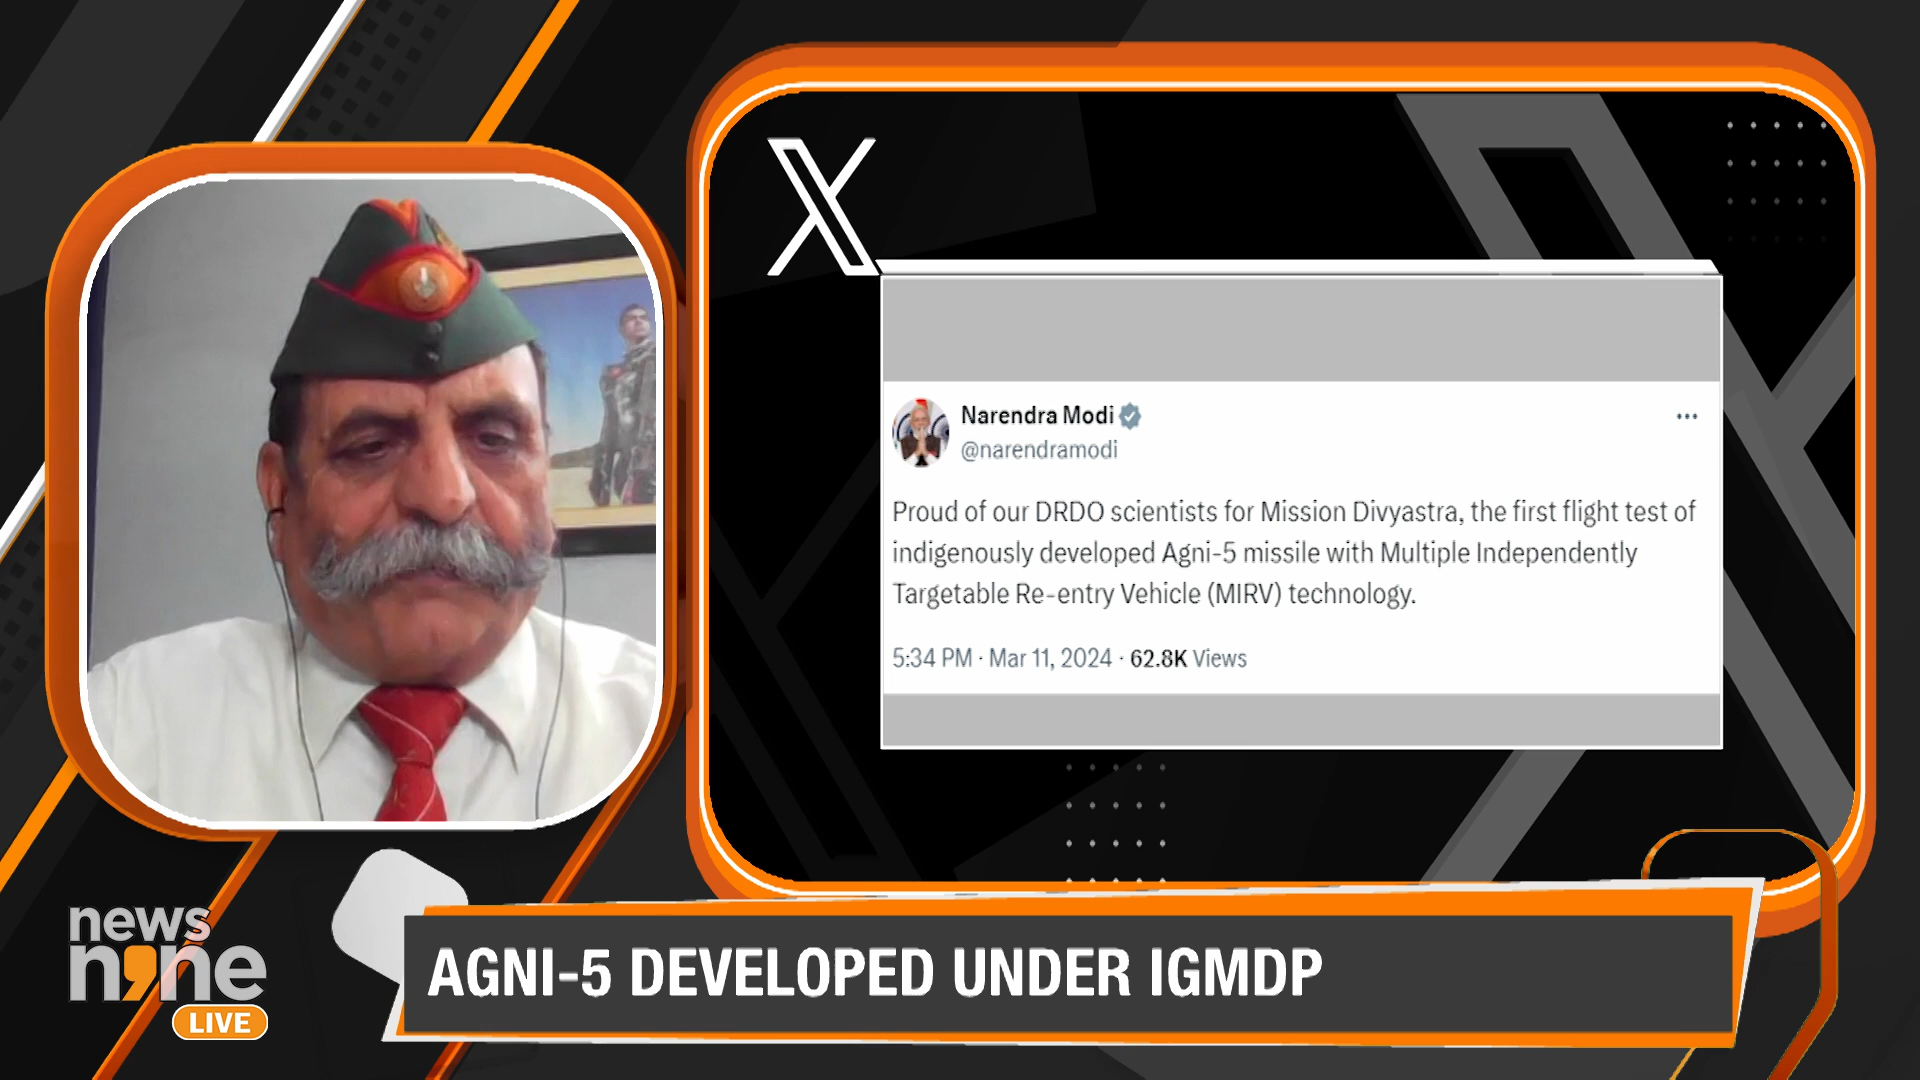 X
Narendra Modi
@narendramodi
Proud of our DRDO scientists for Mission Divyastra, the first flight test of
indigenously developed Agni-5 missile with Multiple Independently
Targetable Re-entry Vehicle (MIRV) technology.
5:34 PM · Mar 11, 2024 · 62.8K Views
news
n9ne
LIVE
AGNI-5 DEVELOPED UNDER IGMDP